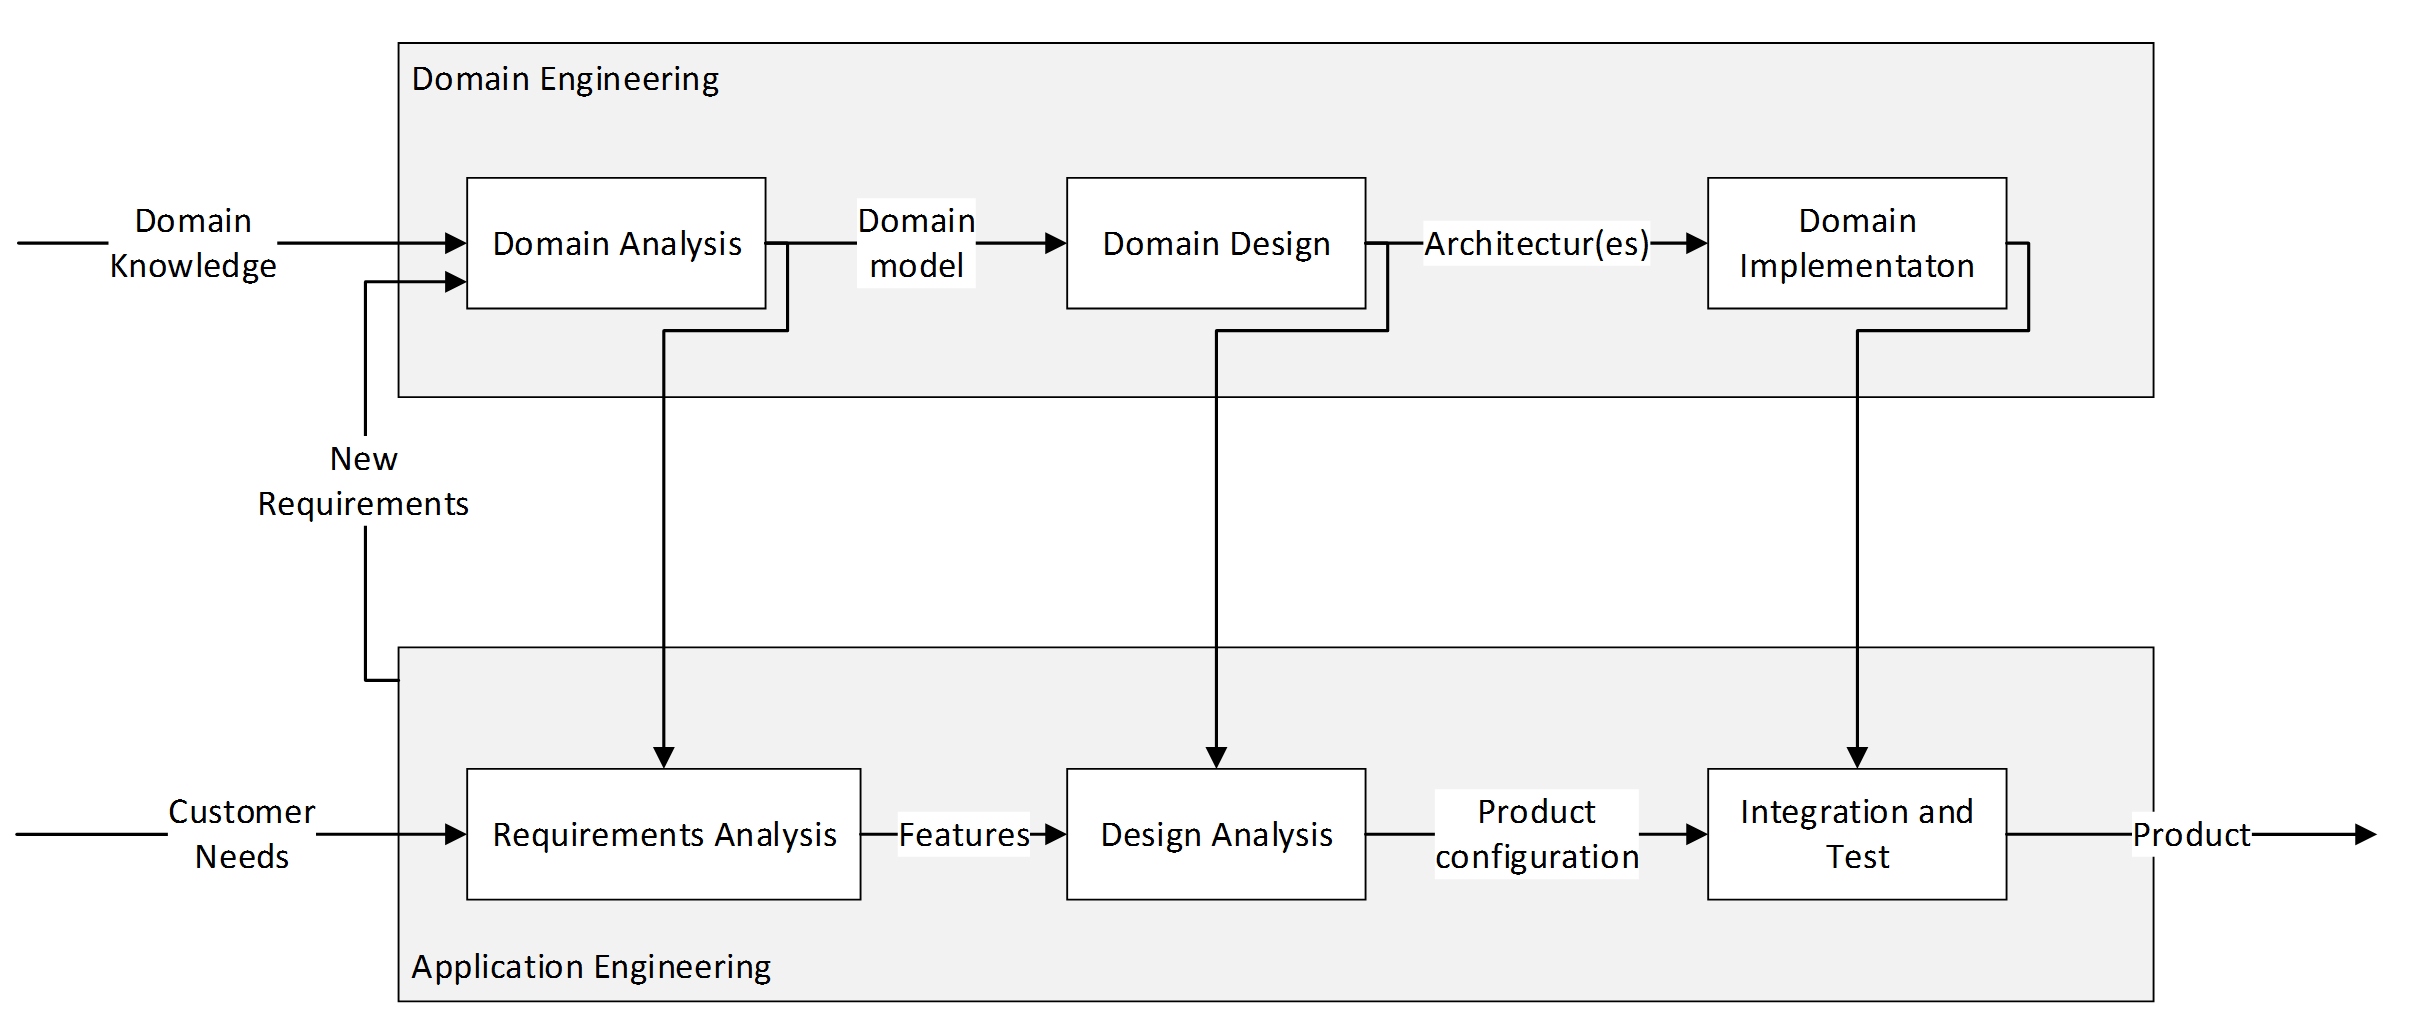 Domain Engineering
Domain
Knowledge
Domain Analysis
Domain
model
Domain Design
Architectur(es)
Domain
Implementaton
New
Requirements
Customer
Needs
Requirements Analysis
Features
Design Analysis
Product
configuration
Integration and
Test
Product
Application Engineering